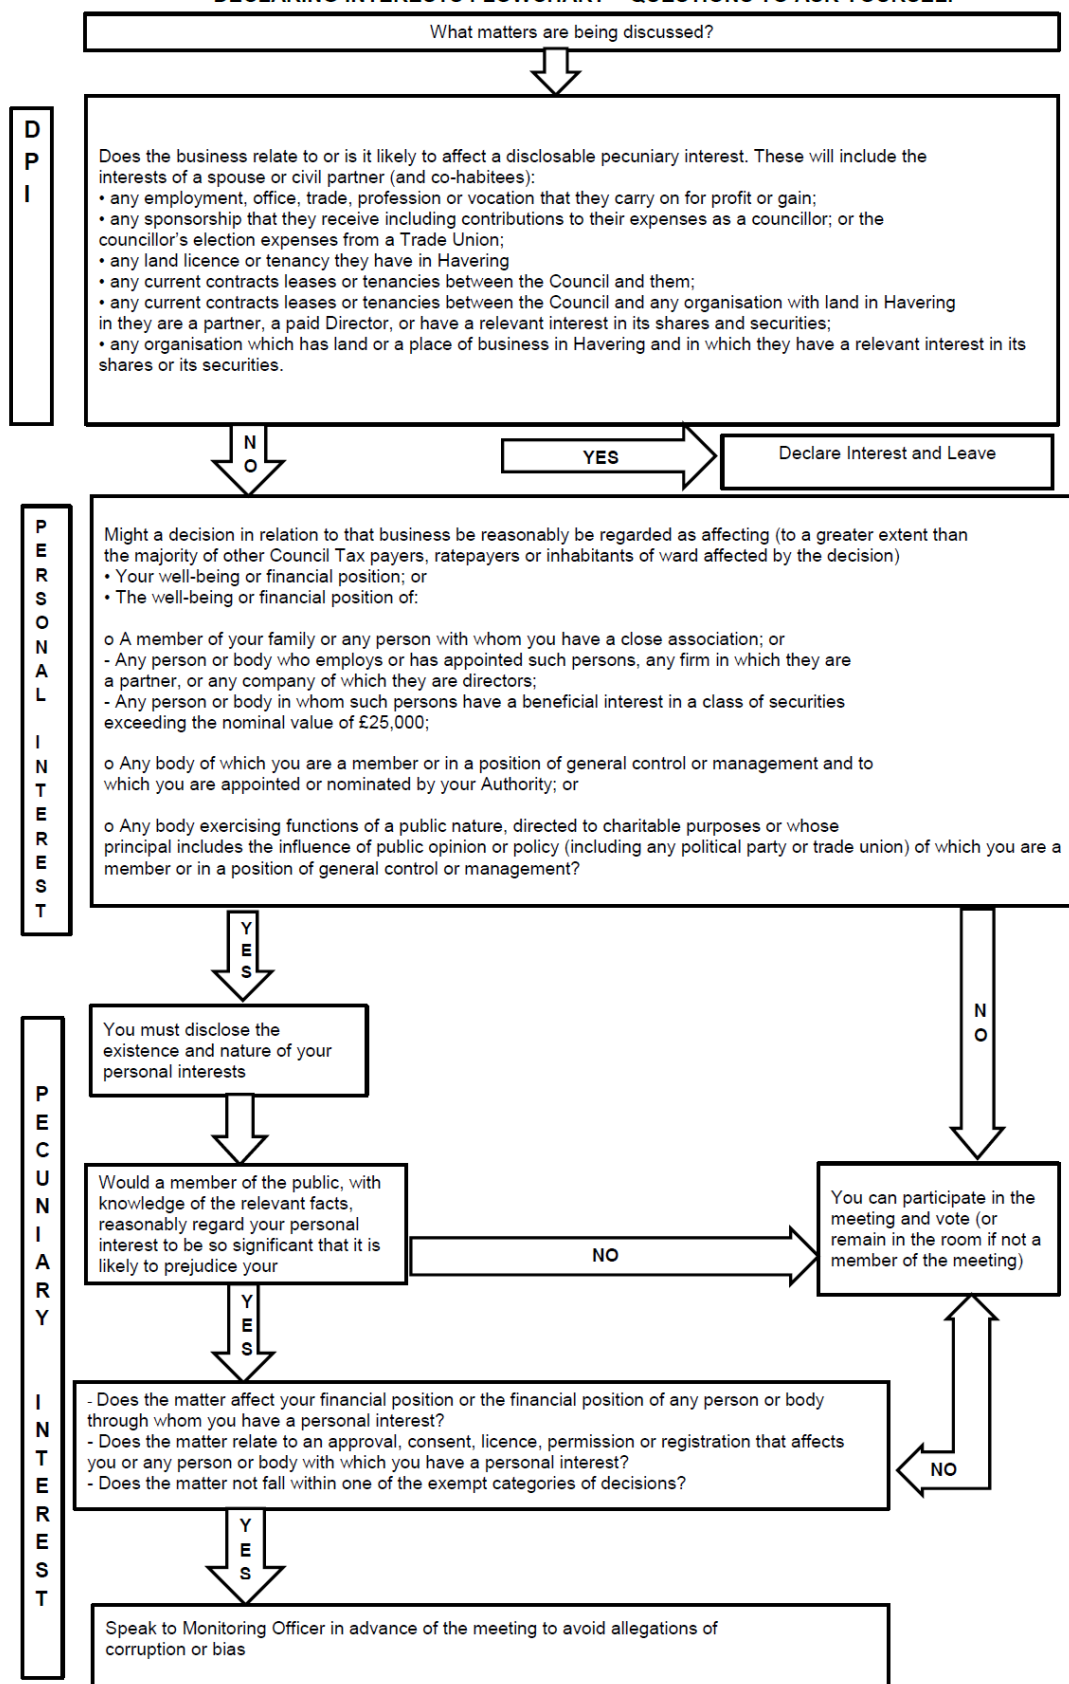 DECLARING INTERESTS FLOWCHART – QUESTIONS TO ASK YOURSELF
What matters are being discussed?
D
P
I
Does the business relate to or is it likely to affect a disclosable pecuniary interest. These will include the
interests of a spouse or civil partner (and co-habitees):
• any employment, office, trade, profession or vocation that they carry on for profit or gain;
• any sponsorship that they receive including contributions to their expenses as a councillor; or the
councillor's election expenses from a Trade Union;
• any land licence or tenancy they have in Havering
• any current contracts leases or tenancies between the Council and them;
• any current contracts leases or tenancies between the Council and any organisation with land in Havering
in they are a partner, a paid Director, or have a relevant interest in its shares and securities;
• any organisation which has land or a place of business in Havering and in which they have a relevant interest in its
shares or its securities.
N
O
YES
Declare Interest and Leave
P
E
R
S
O
N
A
L
I
N
T
E
R
E
S
T
Might a decision in relation to that business be reasonably be regarded as affecting (to a greater extent than
the majority of other Council Tax payers, ratepayers or inhabitants of ward affected by the decision)
• Your well-being or financial position; or
• The well-being or financial position of:
o A member of your family or any person with whom you have a close association; or
- Any person or body who employs or has appointed such persons, any firm in which they are
a partner, or any company of which they are directors;
- Any person or body in whom such persons have a beneficial interest in a class of securities
exceeding the nominal value of £25,000;
o Any body of which you are a member or in a position of general control or management and to
which you are appointed or nominated by your Authority; or
o Any body exercising functions of a public nature, directed to charitable purposes or whose
principal includes the influence of public opinion or policy (including any political party or trade union) of which you are a
member or in a position of general control or management?
Y
E
S
N
O
You must disclose the
existence and nature of your
personal interests
P
E
C
U
N
I
A
R
Y
I
N
T
E
R
E
S
T
Would a member of the public, with
knowledge of the relevant facts,
reasonably regard your personal
interest to be so significant that it is
likely to prejudice your
NO
You can participate in the
meeting and vote (or
remain in the room if not a
member of the meeting)
Y
E
S
- Does the matter affect your financial position or the financial position of any person or body
through whom you have a personal interest?
- Does the matter relate to an approval, consent, licence, permission or registration that affects
you or any person or body with which you have a personal interest?
- Does the matter not fall within one of the exempt categories of decisions?
NO
Y
E
S
Speak to Monitoring Officer in advance of the meeting to avoid allegations of
corruption or bias